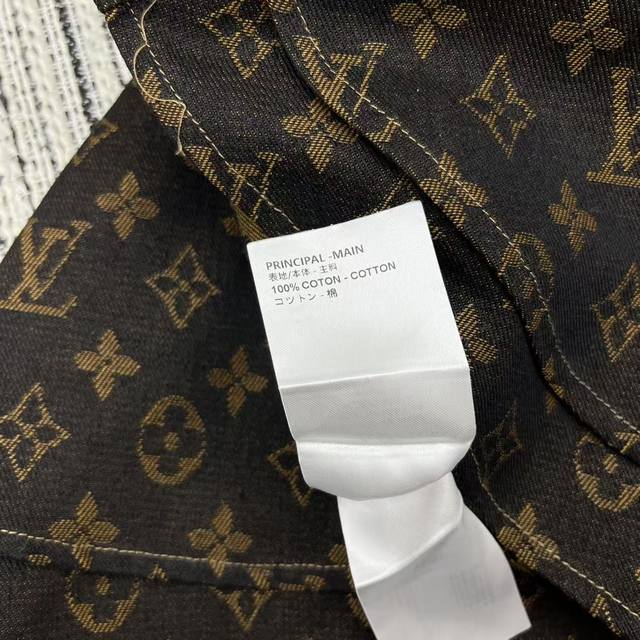 PRINCIPAL -MAIN
表地/本体 - 主料
100% COTON - COTTON
コットン - 棉